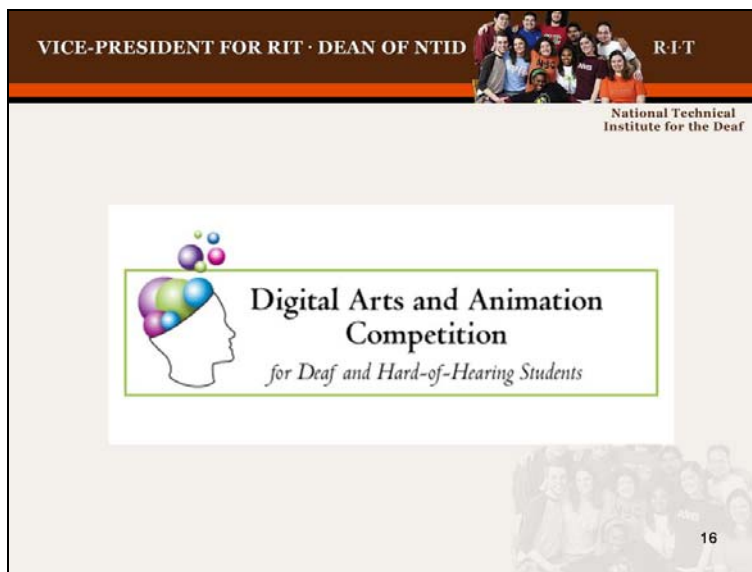 VICE-PRESIDENT FOR RIT · DEAN OF NTID
R·I·T
National Technical
Institute for the Deaf
Digital Arts and Animation
Competition
for Deaf and Hard-of-Hearing Students
16